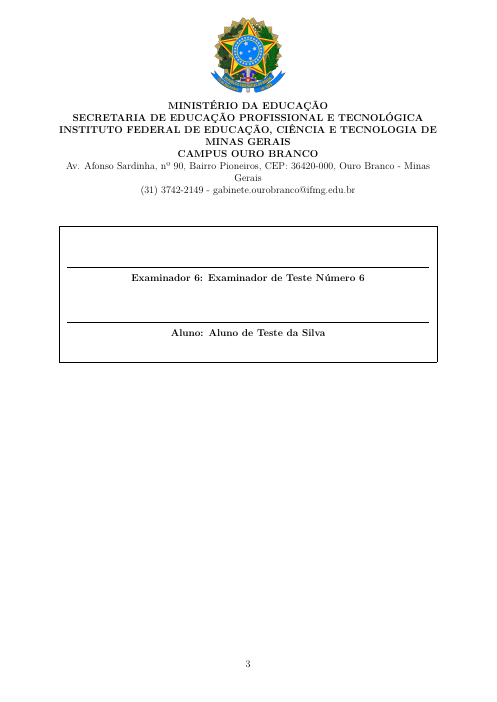 MINISTÉRIO DA EDUCAÇÃO
SECRETARIA DE EDUCAÇÃO PROFISSIONAL E TECNOLÓGICA
INSTITUTO FEDERAL DE EDUCAÇÃO, CIÊNCIA E TECNOLOGIA DE
MINAS GERAIS
CAMPUS OURO BRANCO
Av. Afonso Sardinha, nº 90, Bairro Pioneiros, CEP: 36420-000, Ouro Branco - Minas
Gerais
(31) 3742-2149 - gabinete.ourobranco@ifmg.edu.br
Examinador 6: Examinador de Teste Número 6
Aluno: Aluno de Teste da Silva
3